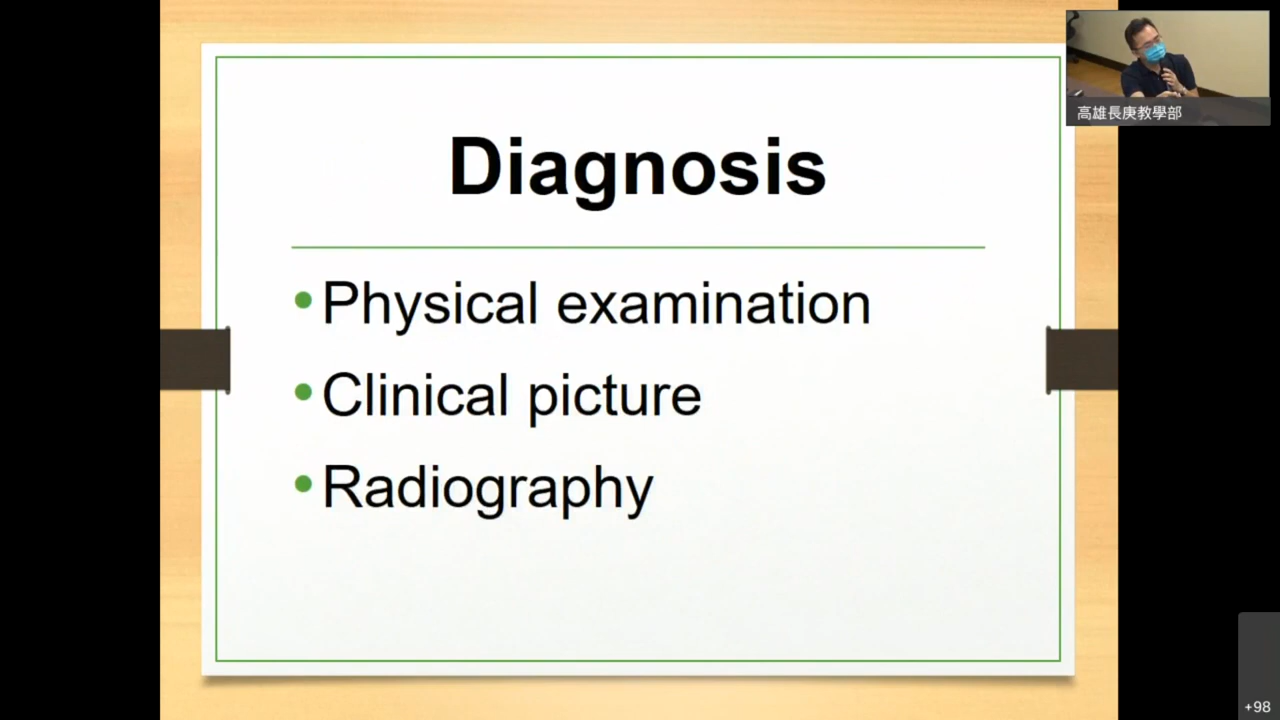 Diagnosis
• Physical examination
• Clinical picture
• Radiography
高雄長庚教學部
+98